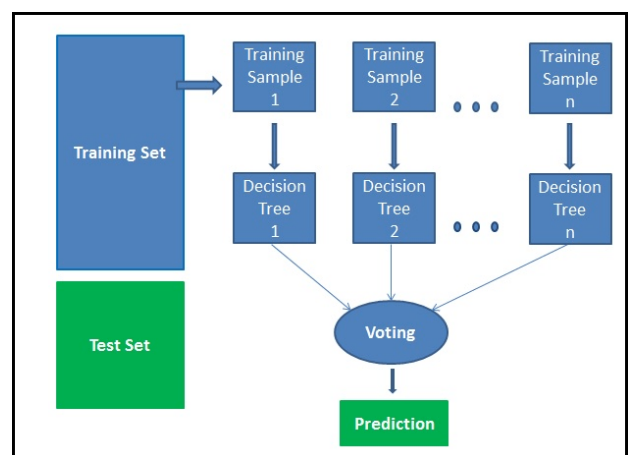 Training Set
Training
Sample
1
Training
Sample
2
Training
Sample
n
Decision
Tree
1
Decision
Tree
2
Decision
Tree
n
Test Set
Voting
Prediction